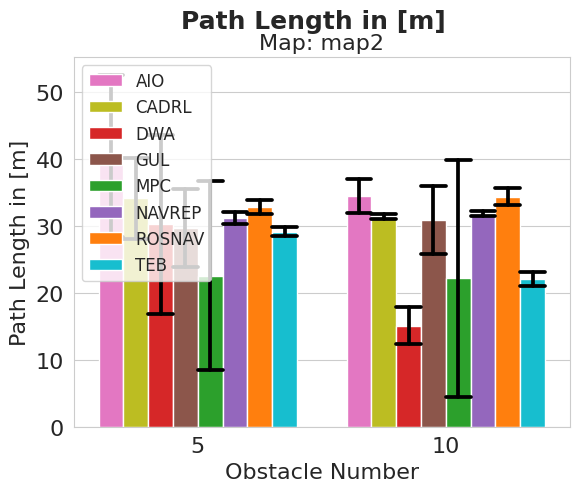 Path Length in [m]
Map: map2
Path Length in [m]
50
40
30
20
10
0
AIO
CADRL
DWA
GUL
MPC
NAVREP
ROSNAV
TEB
5
10
Obstacle Number